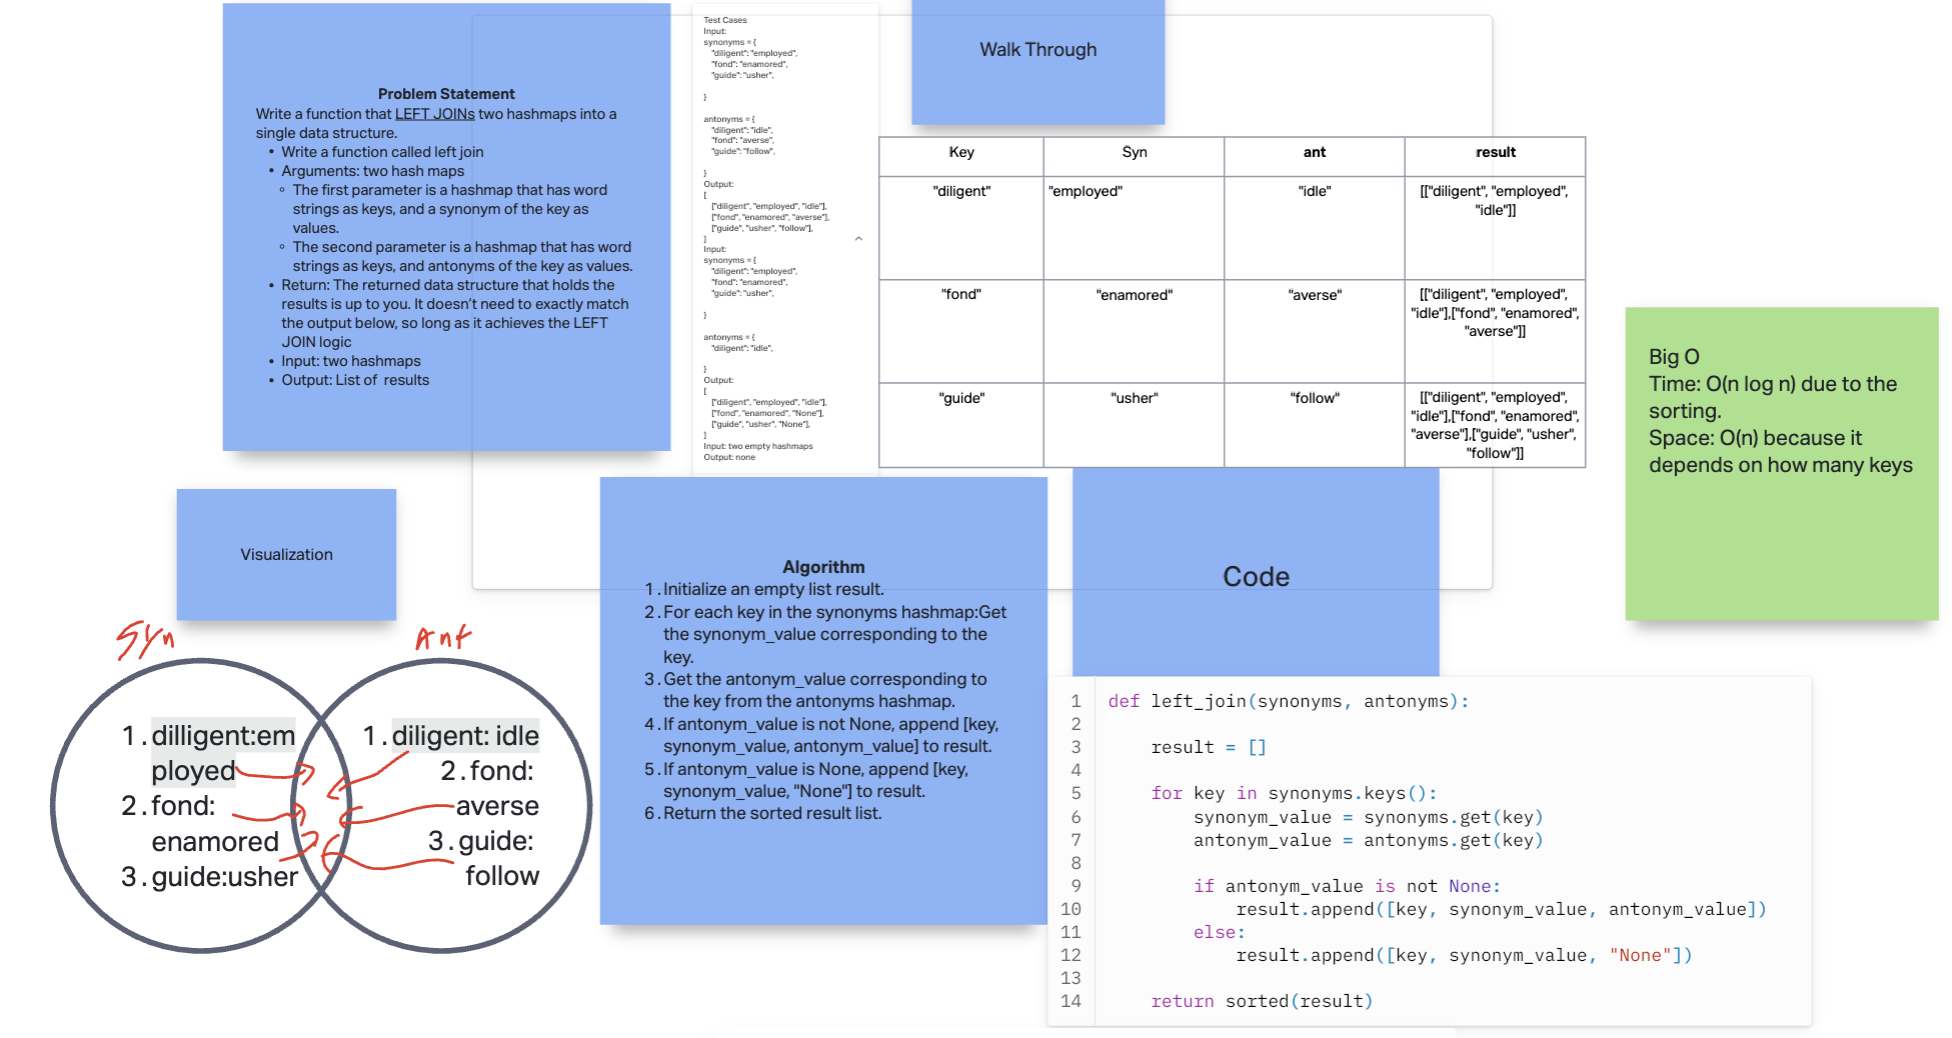 Problem Statement
Write a function that LEFT JOINs two hashmaps into a
single data structure.
• Write a function called left join
• Arguments: two hash maps
◦ The first parameter is a hashmap that has word
strings as keys, and a synonym of the key as
values.
◦ The second parameter is a hashmap that has word
strings as keys, and antonyms of the key as values.
• Return: The returned data structure that holds the
results is up to you. It doesn't need to exactly match
the output below, so long as it achieves the LEFT
JOIN logic
• Input: two hashmaps
• Output: List of results
Test Cases
Input:
synonyms = {
"diligent": "employed",
"fond": "enamored",
"guide": "usher",
}
antonyms = {
"diligent": "idle",
"fond": "averse",
"guide": "follow",
}
Output:
[
["diligent", "employed", "idle"],
["fond", "enamored", "averse"],
["guide", "usher", "follow"],
]
Input:
synonyms = {
"diligent": "employed",
"fond": "enamored",
"guide": "usher",
}
antonyms = {
"diligent": "idle",
}
Output:
[
["diligent", "employed", "idle"],
["fond", "enamored", "None"],
["guide", "usher", "None"],
]
Input: two empty hashmaps
Output: none
Walk Through
Key Syn ant result
"diligent" "employed" "idle" [["diligent", "employed",
"idle"]]
"fond" "enamored" "averse" [["diligent", "employed",
"idle"],["fond", "enamored",
"averse"]]
"guide" "usher" "follow" [["diligent", "employed",
"idle"],["fond", "enamored",
"averse"],["guide", "usher",
"follow"]]
Big O
Time: O(n log n) due to the
sorting.
Space: O(n) because it
depends on how many keys
Visualization
Syn
1. dilligent:em
ployed
2. fond:
enamored
3. guide:usher
Ant
1. diligent: idle
2. fond:
averse
3. guide:
follow
Algorithm
1. Initialize an empty list result.
2. For each key in the synonyms hashmap:Get
the synonym_value corresponding to the
key.
3. Get the antonym_value corresponding to
the key from the antonyms hashmap.
4. If antonym_value is not None, append [key,
synonym_value, antonym_value] to result.
5. If antonym_value is None, append [key,
synonym_value, "None"] to result.
6. Return the sorted result list.
Code
1 def left_join(synonyms, antonyms):
2
3 result = []
4
5 for key in synonyms.keys():
6 synonym_value = synonyms.get(key)
7 antonym_value = antonyms.get(key)
8
9 if antonym_value is not None:
10 result.append([key, synonym_value, antonym_value])
11 else:
12 result.append([key, synonym_value, "None"])
13
14 return sorted(result)